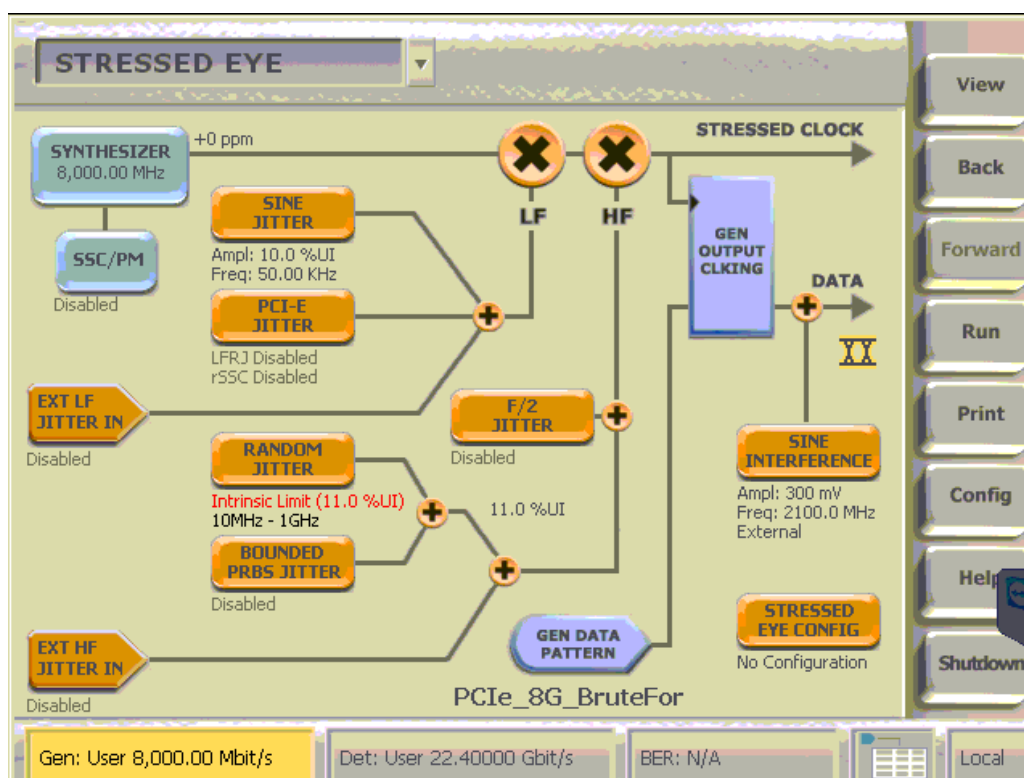 STRESSED EYE
View
SYNTHESIZER
8,000.00 MHz
+0 ppm
STRESSED CLOCK
Back
SINE
JITTER
LF
HF
GEN
OUTPUT
CLKING
SSC/PM
Disabled
Ampl: 10.0 %UI
Freq: 50.00 KHz
Forward
DATA
PCI-E
JITTER
LFRJ Disabled
rSSC Disabled
Run
EXT LF
JITTER IN
Disabled
F/2
JITTER
Disabled
Print
RANDOM
JITTER
Intrinsic Limit (11.0 %UI)
10MHz - 1GHz
11.0 %UI
SINE
INTERFERENCE
Ampl: 300 mV
Freq: 2100.0 MHz
External
Config
BOUNDED
PRBS JITTER
Disabled
Help
STRESSED
EYE CONFIG
No Configuration
EXT HF
JITTER IN
Disabled
GEN DATA
PATTERN
PCIe_8G_BruteFor
Shutdown
Gen: User 8,000.00 Mbit/s
Det: User 22.40000 Gbit/s
BER: N/A
Local